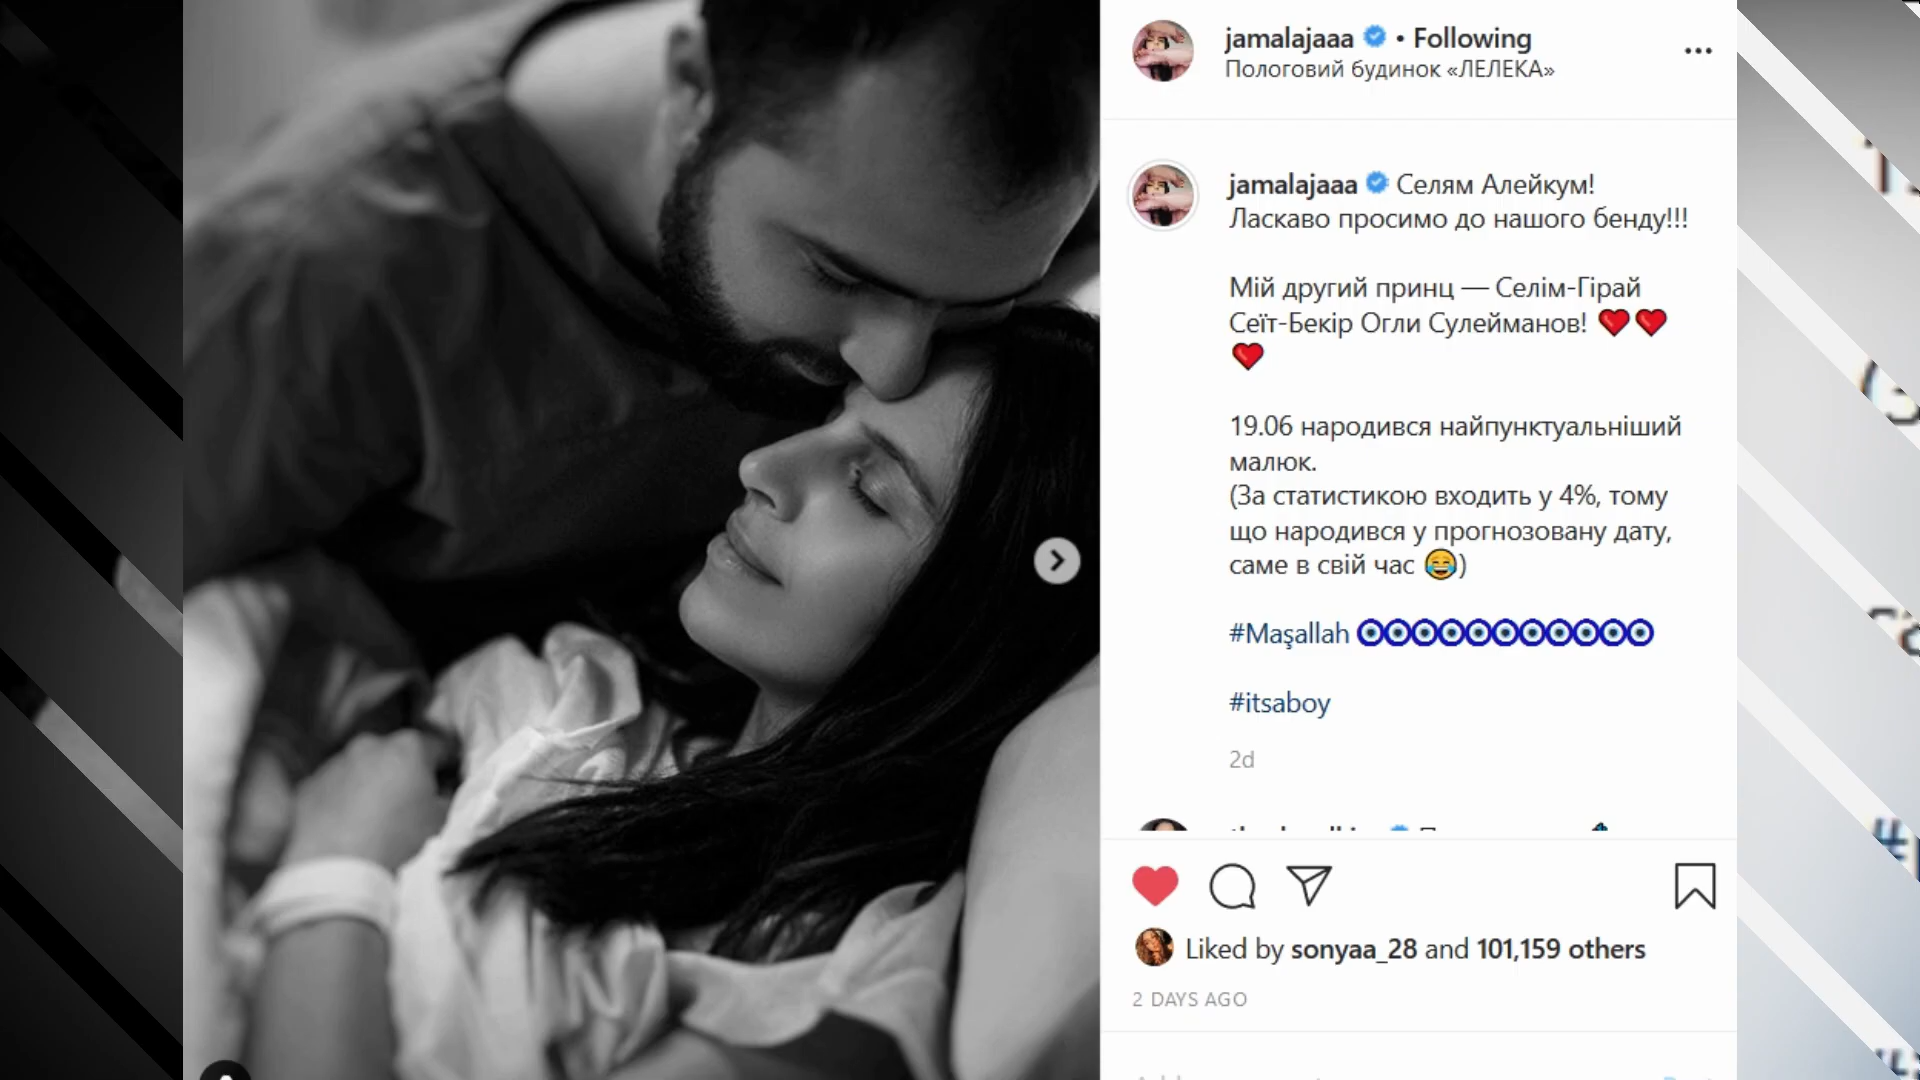 jamalajaaa • Following
Пологовий будинок «ЛЕЛЕКА»
jamalajaaa Селям Алейкум!
Ласкаво просимо до нашого бенду!!!
Мій другий принц — Селім-Гірай
Сеїт-Бекір Огли Сулейманов! ❤️❤️
❤️
19.06 народився найпунктуальніший
малюк.
(За статистикою входить у 4%, тому
що народився у прогнозовану дату,
саме в свій час 😂)
#Maşallah 🧿🧿🧿🧿🧿🧿🧿🧿🧿🧿🧿
#itsaboy
2d
Liked by sonyaa_28 and 101,159 others
2 DAYS AGO